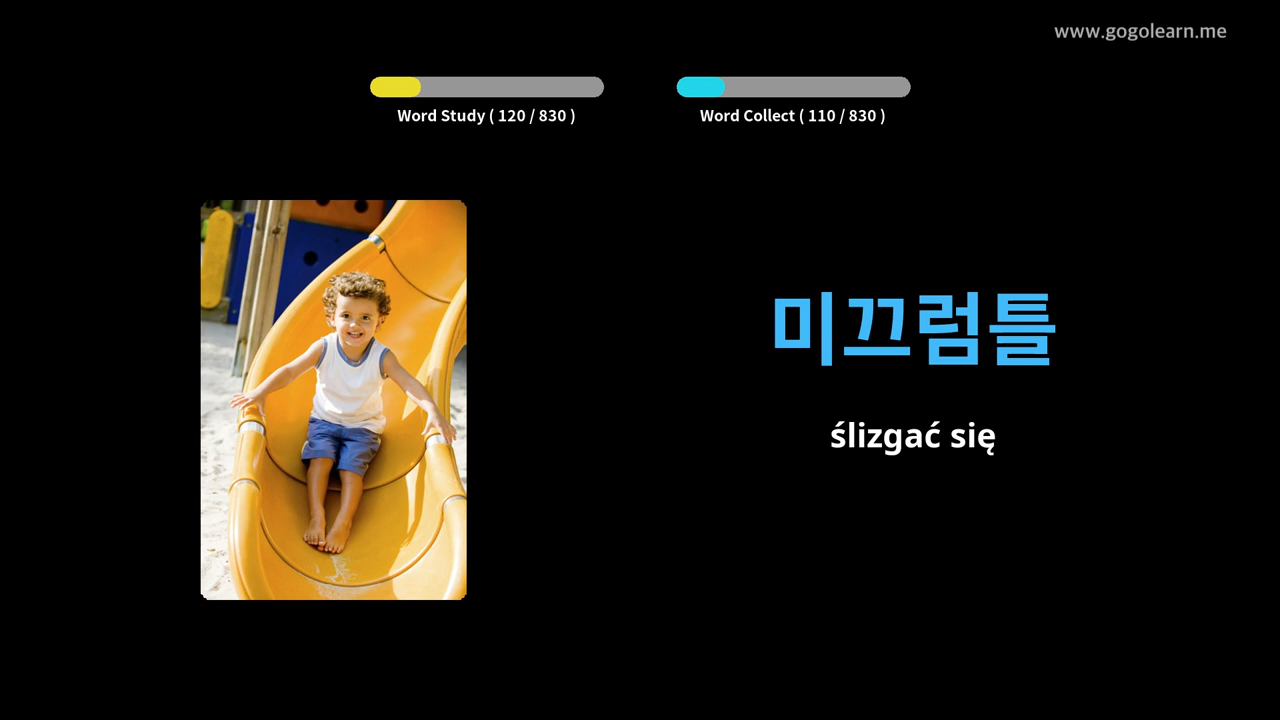 www.gogolearn.me
Word Study ( 120 / 830 )
Word Collect ( 110 / 830 )
미끄럼틀
ślizgać się